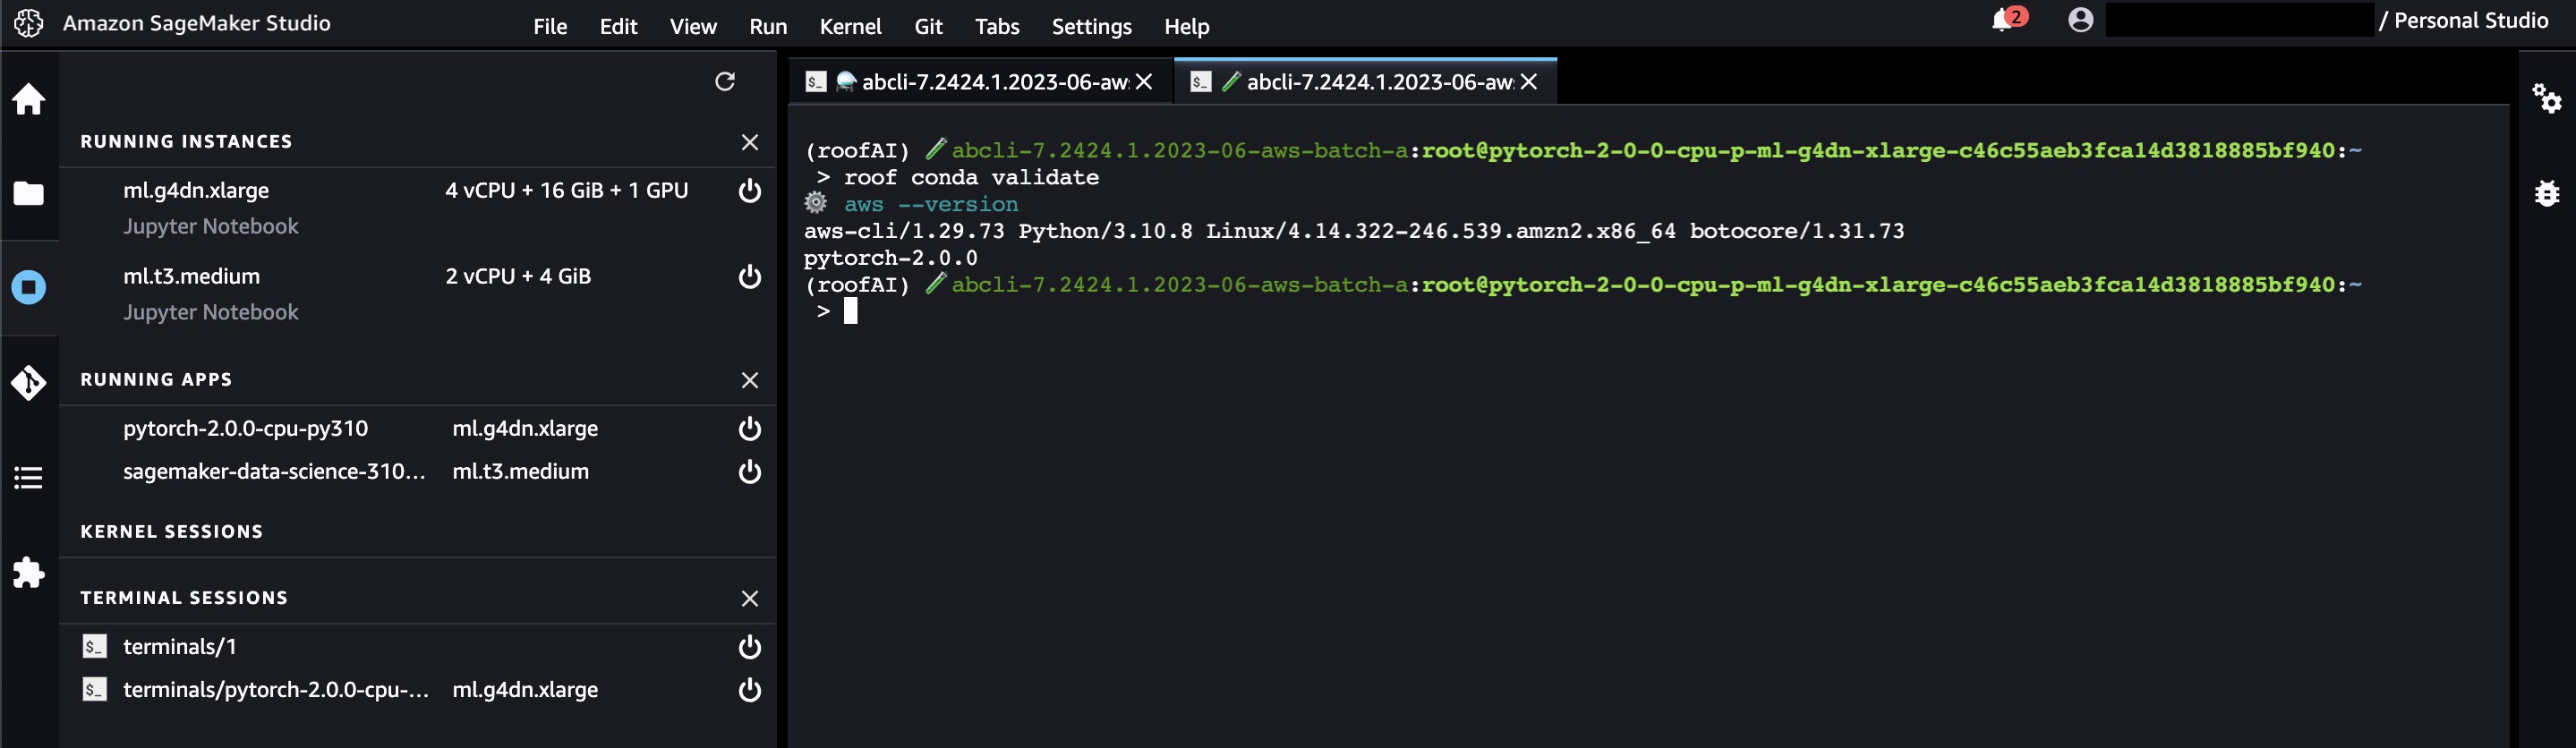 Amazon SageMaker Studio
File Edit View Run Kernel Git Tabs Settings Help
2
/ Personal Studio
RUNNING INSTANCES
ml.g4dn.xlarge 4 vCPU + 16 GiB + 1 GPU
Jupyter Notebook
ml.t3.medium 2 vCPU + 4 GiB
Jupyter Notebook
RUNNING APPS
pytorch-2.0.0-cpu-py310 ml.g4dn.xlarge
sagemaker-data-science-310... ml.t3.medium
KERNEL SESSIONS
TERMINAL SESSIONS
$_ terminals/1
$_ terminals/pytorch-2.0.0-cpu-... ml.g4dn.xlarge
$_ abcli-7.2424.1.2023-06-aws
$_ abcli-7.2424.1.2023-06-aws
(roofAI) abcli-7.2424.1.2023-06-aws-batch-a:root@pytorch-2-0-0-cpu-p-ml-g4dn-xlarge-c46c55aeb3fca14d3818885bf940:~
> roof conda validate
aws --version
aws-cli/1.29.73 Python/3.10.8 Linux/4.14.322-246.539.amzn2.x86_64 botocore/1.31.73
pytorch-2.0.0
(roofAI) abcli-7.2424.1.2023-06-aws-batch-a:root@pytorch-2-0-0-cpu-p-ml-g4dn-xlarge-c46c55aeb3fca14d3818885bf940:~
>